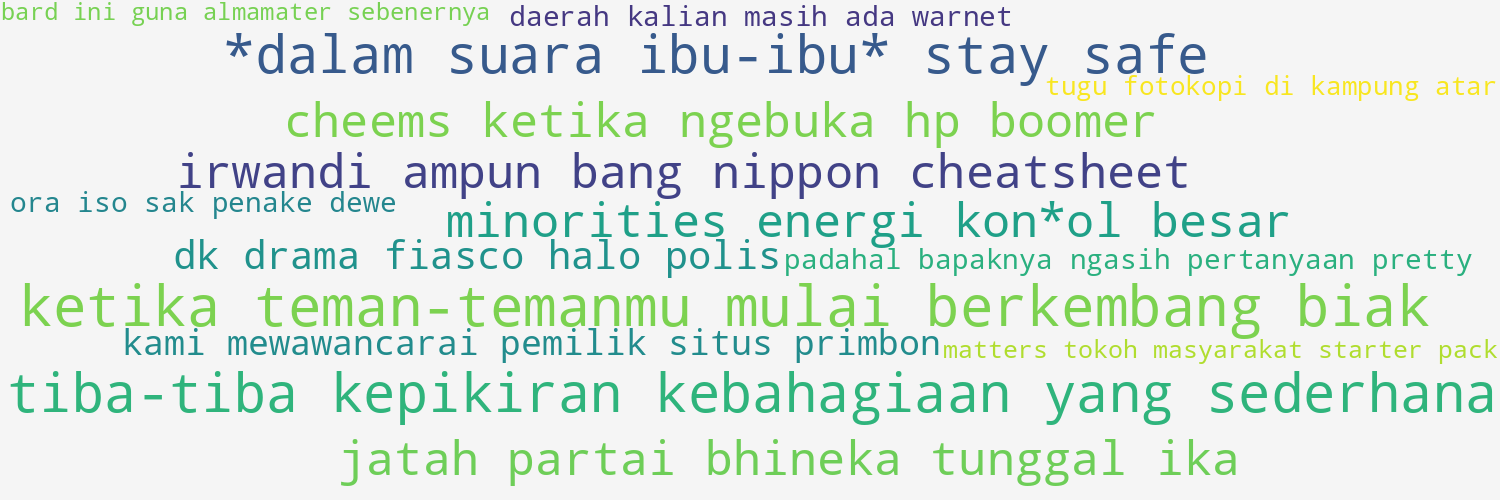 bard ini guna almamater sebenernya
daerah kalian masih ada warnet
*dalam suara ibu-ibu* stay safe
tugu fotokopi di kampung atar
cheems ketika ngebuka hp boomer
irwandi ampun bang nippon cheatsheet
ora iso sak penake dewe
minorities energi kon*ol besar
dk drama fiasco halo polis
padahal bapaknya ngasih pertanyaan pretty
ketika teman-temanmu mulai berkembang biak
kami mewawancarai pemilik situs primbon
matters tokoh masyarakat starter pack
tiba-tiba kepikiran kebahagiaan yang sederhana
jatah partai bhineka tunggal ika